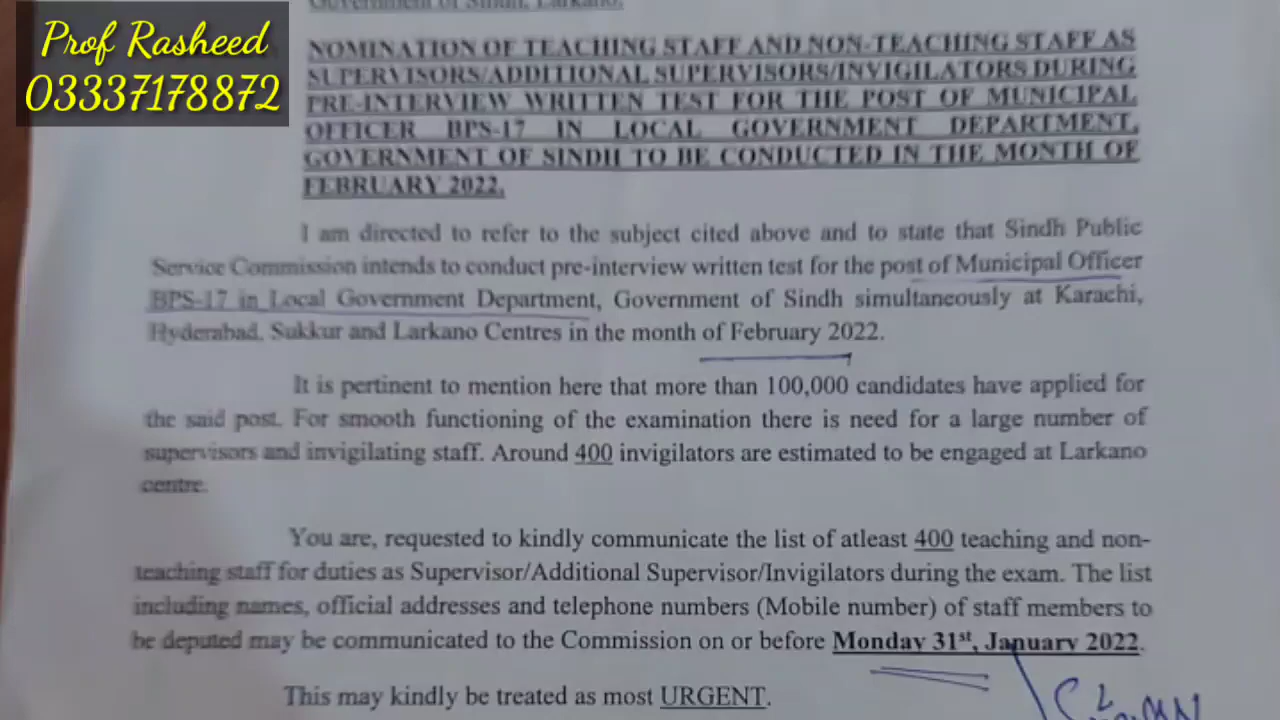 Prof Rasheed
03337178872
Government of Sindh, Larkano.
NOMINATION OF TEACHING STAFF AND NON-TEACHING STAFF AS
SUPERVISORS/ADDITIONAL SUPERVISORS/INVIGILATORS DURING
PRE-INTERVIEW WRITTEN TEST FOR THE POST OF MUNICIPAL
OFFICER BPS-17 IN LOCAL GOVERNMENT DEPARTMENT,
GOVERNMENT OF SINDH TO BE CONDUCTED IN THE MONTH OF
FEBRUARY 2022.
I am directed to refer to the subject cited above and to state that Sindh Public
Service Commission intends to conduct pre-interview written test for the post of Municipal Officer
BPS-17 in Local Government Department, Government of Sindh simultaneously at Karachi,
Hyderabad, Sukkur and Larkano Centres in the month of February 2022.
It is pertinent to mention here that more than 100,000 candidates have applied for
the said post. For smooth functioning of the examination there is need for a large number of
supervisors and invigilating staff. Around 400 invigilators are estimated to be engaged at Larkano
centre.
You are, requested to kindly communicate the list of atleast 400 teaching and non-
teaching staff for duties as Supervisor/Additional Supervisor/Invigilators during the exam. The list
including names, official addresses and telephone numbers (Mobile number) of staff members to
be deputed may be communicated to the Commission on or before Monday 31st, January 2022.
This may kindly be treated as most URGENT.